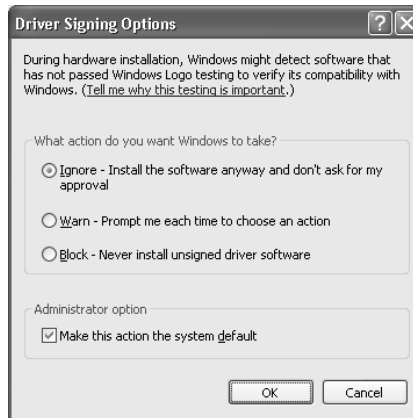 Driver Signing Options
During hardware installation, Windows might detect software that
has not passed Windows Logo testing to verify its compatibility with
Windows. (Tell me why this testing is important.)
What action do you want Windows to take?
Ignore - Install the software anyway and don't ask for my
approval
Warn - Prompt me each time to choose an action
Block - Never install unsigned driver software
Administrator option
Make this action the system default
OK Cancel